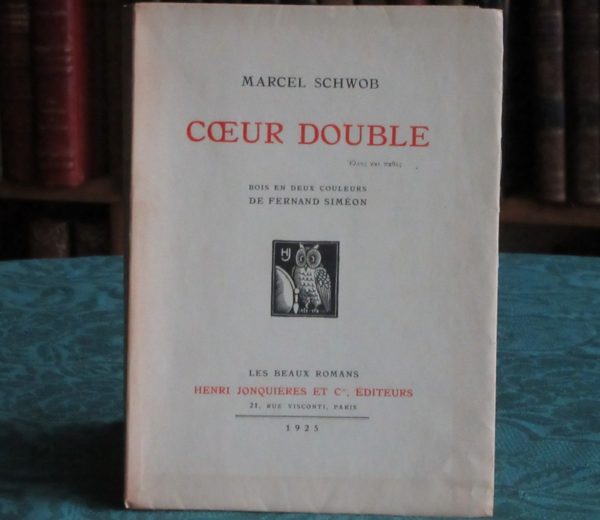 MARCEL SCHWOB
CŒUR DOUBLE
BOIS EN DEUX COULEURS
DE FERNAND SIMÉON
HJ
LES BEAUX ROMANS
HENRI JONQUIÈRES ET Cie, ÉDITEURS
21, RUE VISCONTI, PARIS
1925